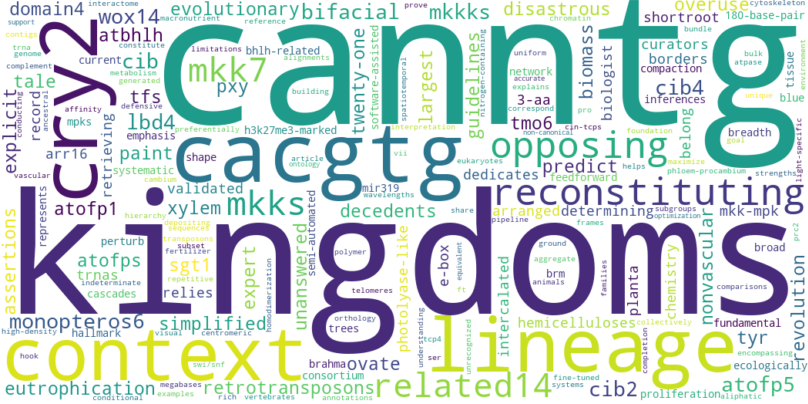 domain4 evolutionary bifacial disastrous overuse cytoskeleton
macronutrient interactome reference prove chromatin
support wox14 mkkks canntg shortroot 180-base-pair
contigs atbhlh bhlh-related limitations alignments bundle
trna genome constitute current cib mkk7 twenty-one software-assisted spatiotemporal nitrogen-containing largest guidelines uniform accurate biomass biologist curators borders bulk atpase
complement cry2 metabolism generated pxy building explains network compaction inferences tissue environments
tale tfs affinity defensive 3-aa correspond pro cib4 blue unique
explicit record mpks emphasis lbd4 h3k27me3-marked preferentially interpretation tmo6 non-canonical foundation belong breadth goal
conducting ancestral retrieving arr16 paint shape article ontology vii cin-tcps eukaryotes opposing predict helps feedforward maximize light-specific
vascular systematic cambium validated cacgtg mir319 wavelengths dedicates phloem-procambium strengths
represents hierarchy atofp1 xylem mkks decedents share reconstituting
assertions depositing sequenced kingdoms semi-automated unanswered arranged pipeline determining subgroups optimization mkk-mpk
perturb transposons subset fertilizer expert polymer photolyase-like e-box equivalent ground aggregate frames broad prc2
atofps sgt1 repetitive homodimerization telomeres ft brm animals planta families chemistry nonvascular comparisons
trnas cascades indeterminate relies orthology intercalated revolution
monopteros6 simplified trees hemicelluloses collectively fundamental
high-density hallmark visual centromeric understanding tcp4 unrecognized completion encompassing
context hook swi/snf brahma ovate ser lineage tyr ecologically
megabases consortium fine-tuned systems
eutrophication examples rich retrotransposons related14 cib2 proliferation atofp5
conditional vertebrates annotations aliphatic